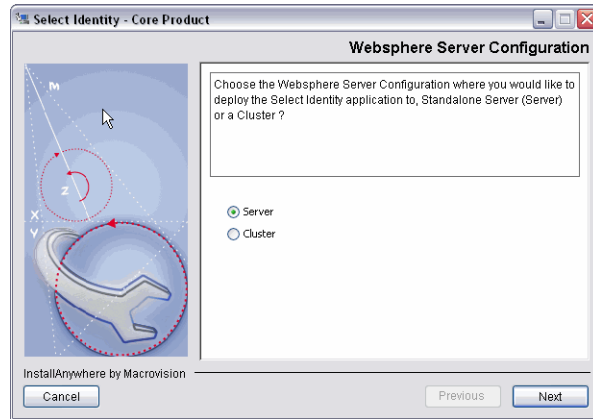 Select Identity - Core Product
Websphere Server Configuration
Choose the Websphere Server Configuration where you would like to
deploy the Select Identity application to, Standalone Server (Server)
or a Cluster ?
M
Z
X
Y
Server
Cluster
InstallAnywhere by Macrovision
Cancel
Previous
Next